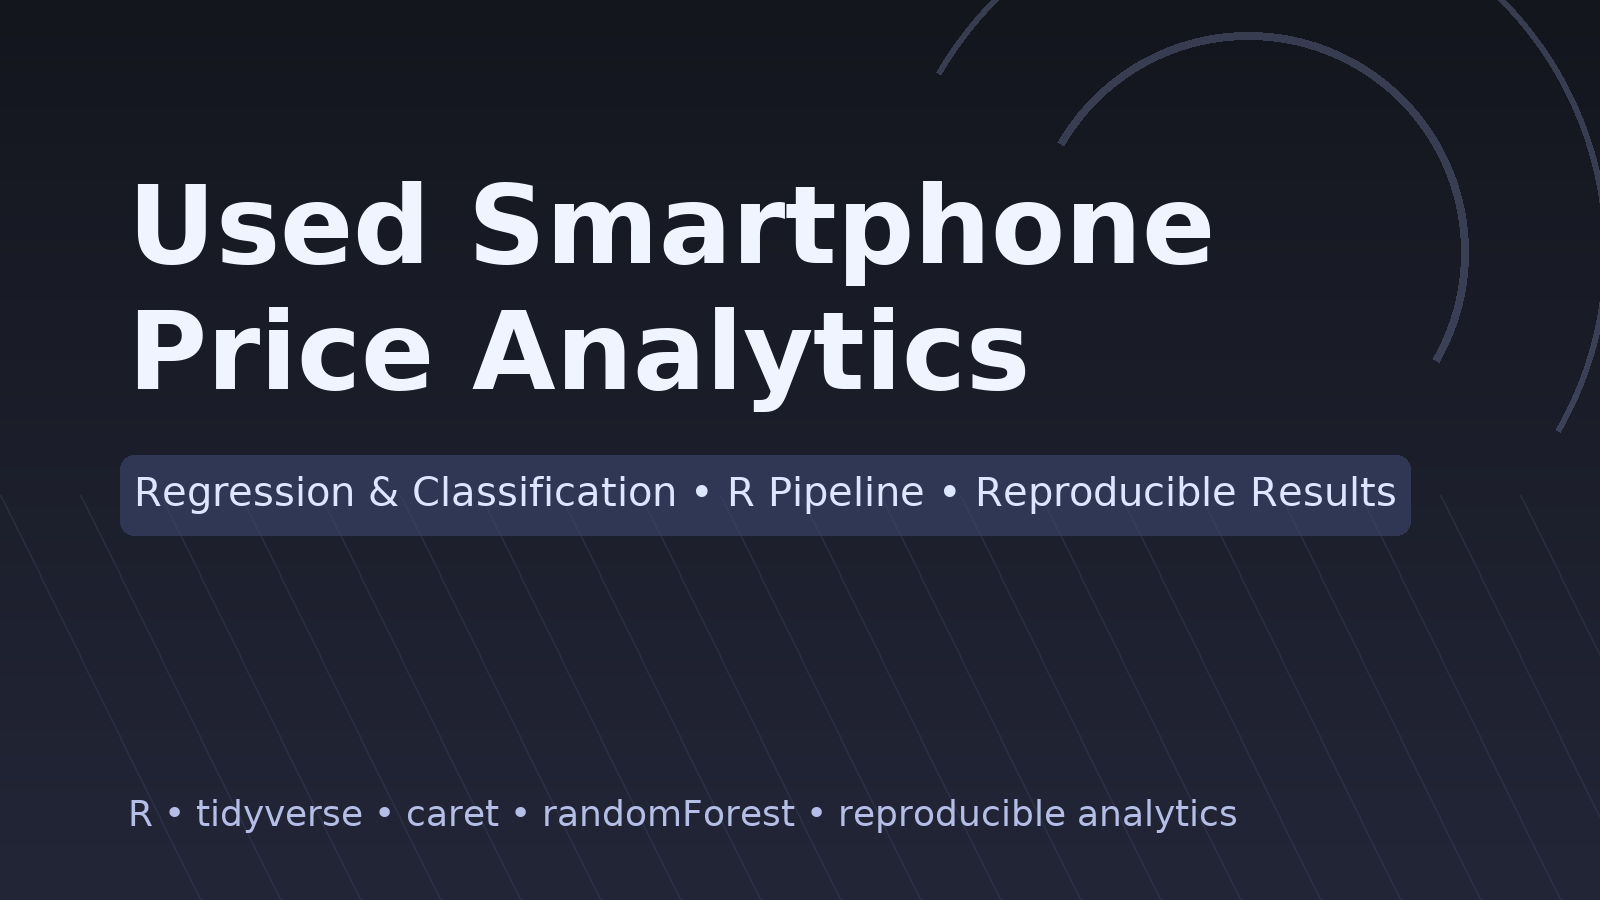 Used Smartphone
Price Analytics
Regression & Classification • R Pipeline • Reproducible Results
R • tidyverse • caret • randomForest • reproducible analytics